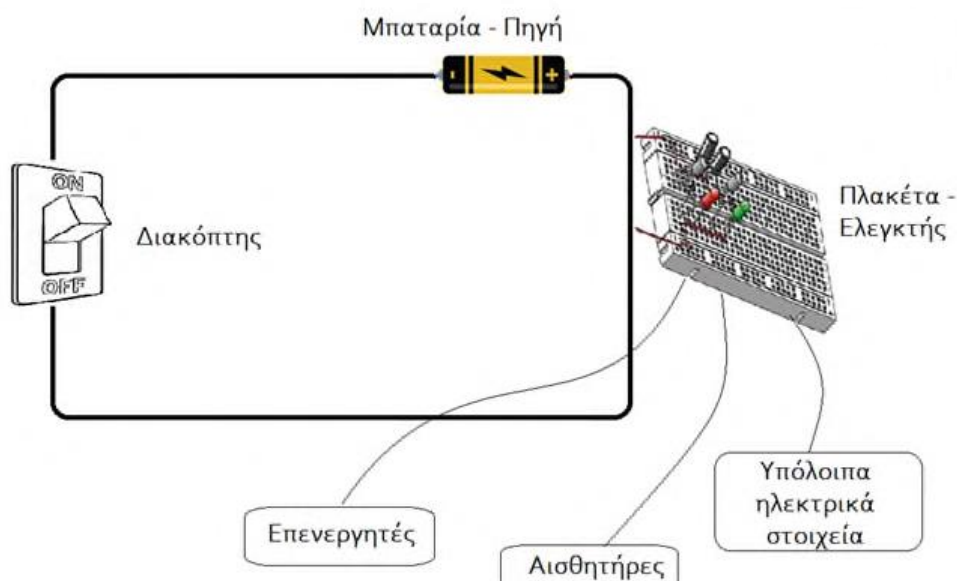 Μπαταρία - Πηγή
-
+
ON
OFF
Διακόπτης
Πλακέτα -
Ελεγκτής
Επενεργητές
Αισθητήρες
Υπόλοιπα
ηλεκτρικά
στοιχεία